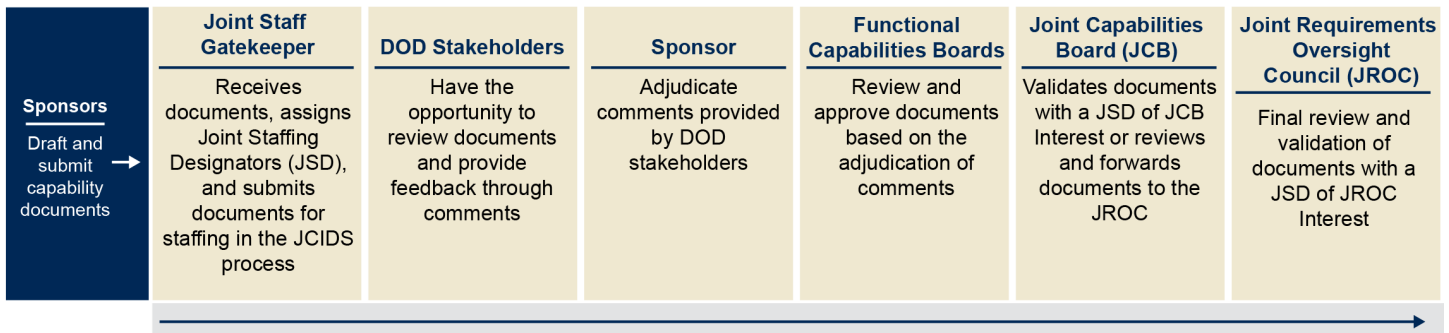 Sponsors
Draft and
submit
capability
documents
Joint Staff
Gatekeeper
Receives
documents, assigns
Joint Staffing
Designators (JSD),
and submits
documents for
staffing in the JCIDS
process
DOD Stakeholders
Have the
opportunity to
review documents
and provide
feedback through
comments
Sponsor
Adjudicate
comments provided
by DOD
stakeholders
Functional
Capabilities Boards
Review and
approve documents
based on the
adjudication of
comments
Joint Capabilities
Board (JCB)
Validates documents
with a JSD of JCB
Interest or reviews
and forwards
documents to the
JROC
Joint Requirements
Oversight
Council (JROC)
Final review and
validation of
documents with a
JSD of JROC
Interest